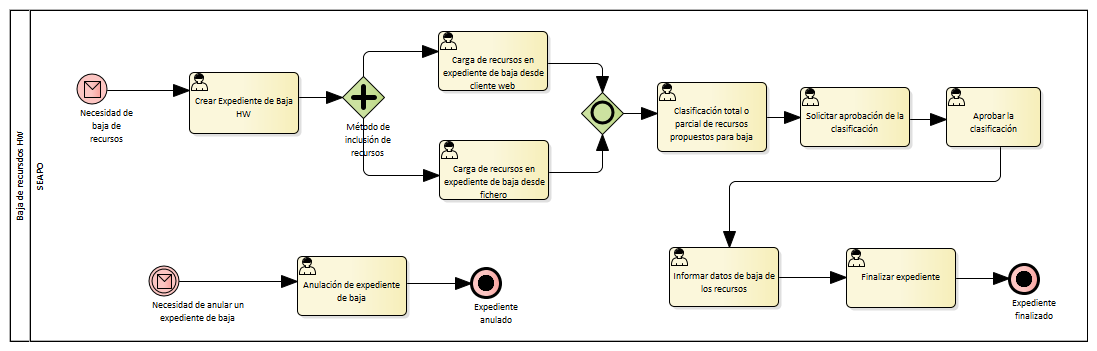 Baja de recursdos HW
SEAPO
Necesidad de
baja de
recursos
Crear Expediente de Baja
HW
Método de
inclusión de
recursos
Carga de recursos en
expediente de baja desde
cliente web
Carga de recursos en
expediente de baja desde
fichero
Clasificación total o
parcial de recursos
propuestos para baja
Solicitar aprobación de la
clasificación
Aprobar la
clasificación
Informar datos de baja de
los recursos
Finalizar expediente
Expediente
finalizado
Necesidad de anular un
expediente de baja
Anulación de expediente
de baja
Expediente
anulado